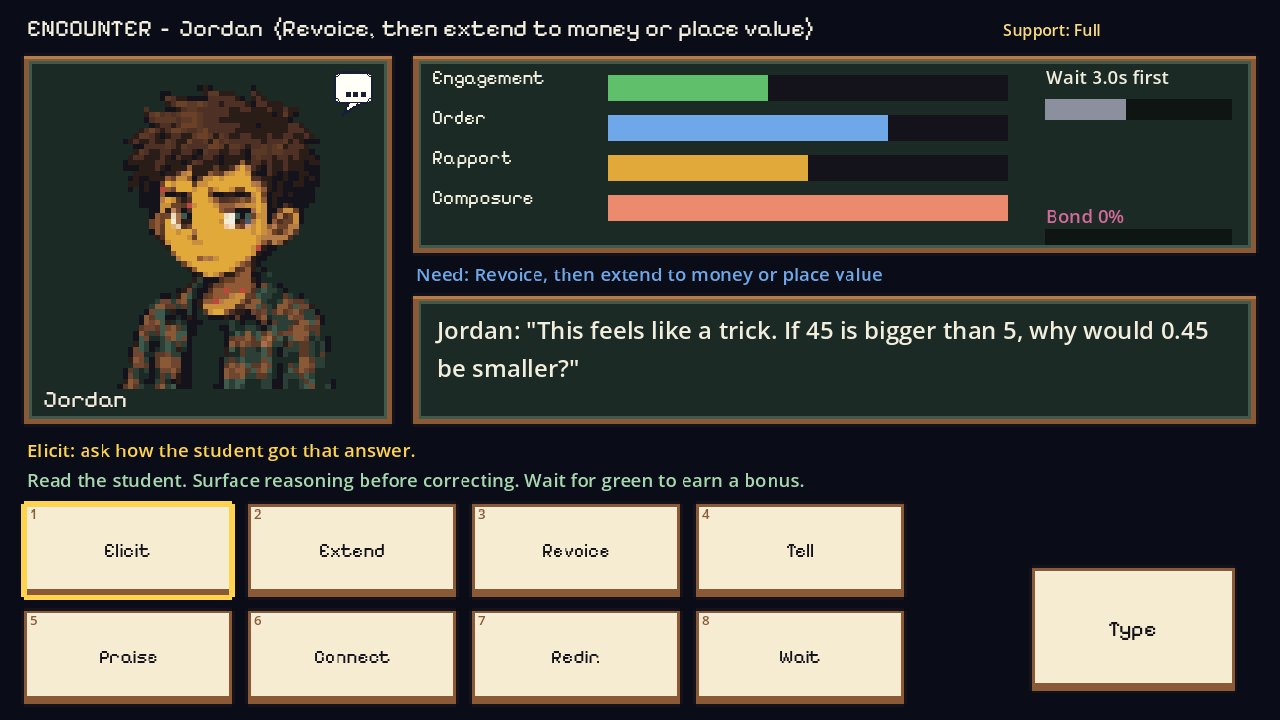 ENCOUNTER - Jordan (Revoice, then extend to money or place value)
Support: Full
Engagement
Order
Rapport
Composure
Wait 3.0s first
Bond 0%
Jordan
Need: Revoice, then extend to money or place value
Jordan: "This feels like a trick. If 45 is bigger than 5, why would 0.45
be smaller?"
Elicit: ask how the student got that answer.
Read the student. Surface reasoning before correcting. Wait for green to earn a bonus.
1 Elicit
2 Extend
3 Revoice
4 Tell
5 Praise
6 Connect
7 Redir.
8 Wait
Type